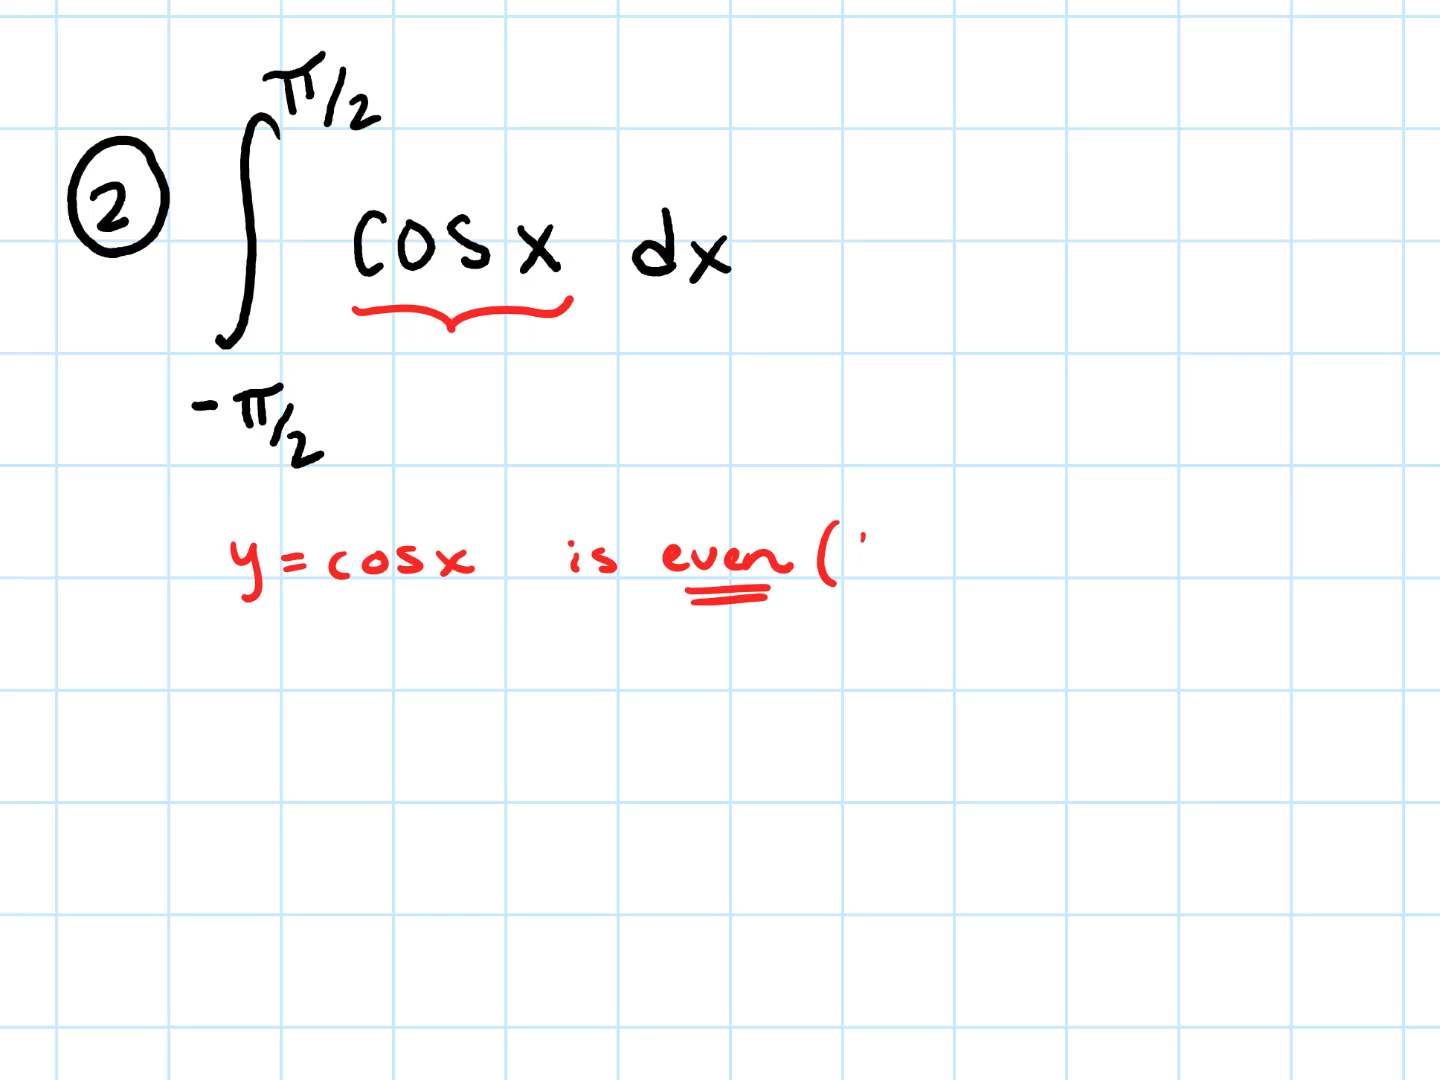 ② ∫ cos x dx
π/2
-π/2
y = cos x is even (